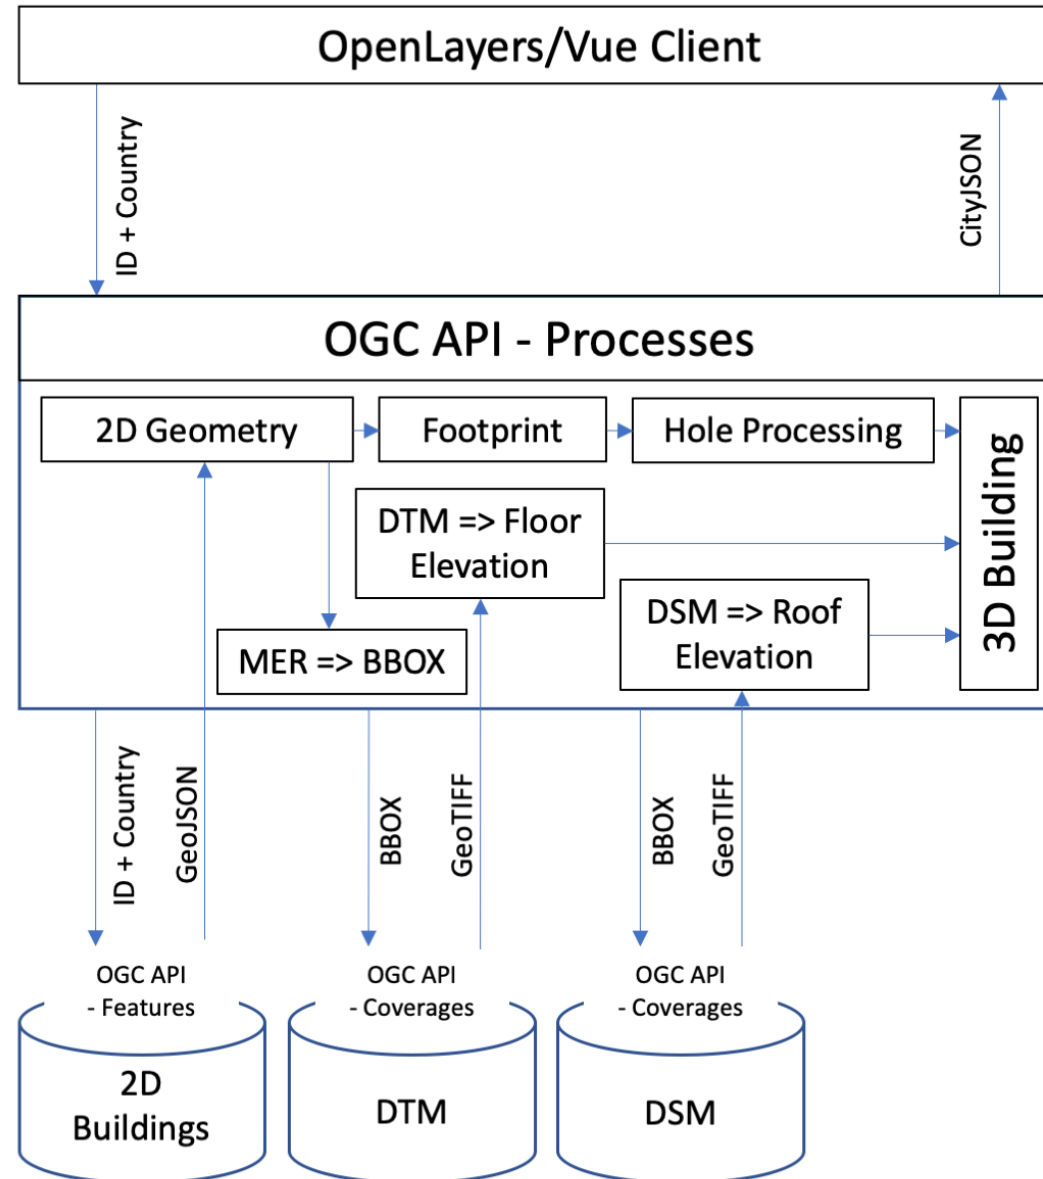 OpenLayers/Vue Client
ID + Country
CityJSON
OGC API - Processes
2D Geometry
Footprint
Hole Processing
3D Building
DTM => Floor
Elevation
DSM => Roof
Elevation
MER => BBOX
ID + Country
GeoJSON
BBOX
GeoTIFF
BBOX
GeoTIFF
OGC API
- Features
OGC API
- Coverages
OGC API
- Coverages
2D
Buildings
DTM
DSM